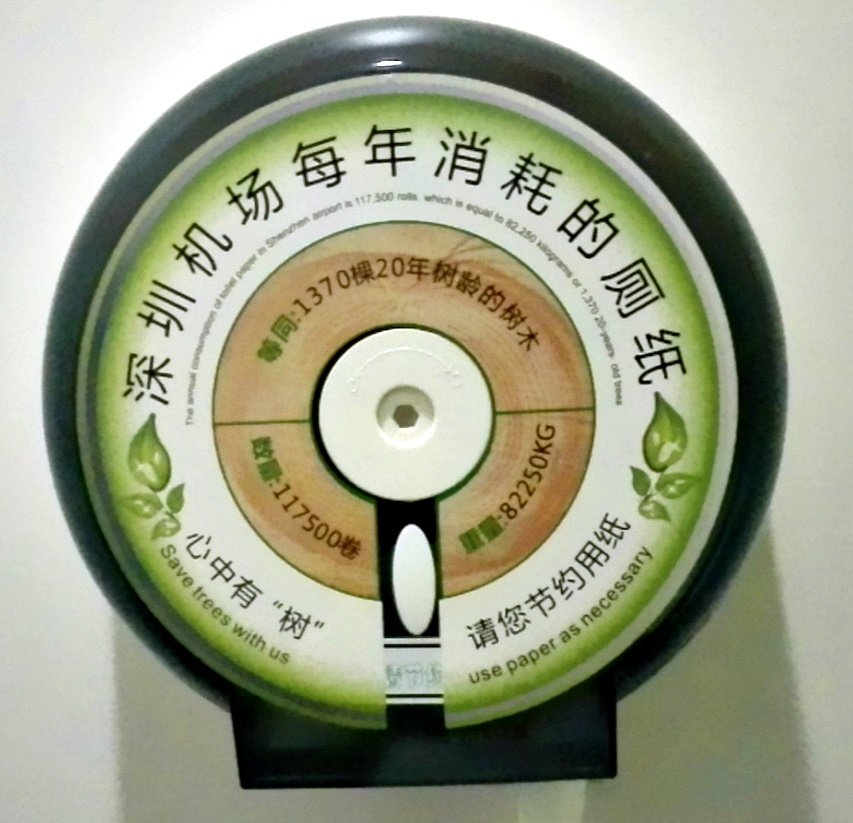 深圳机场每年消耗的厕纸
The annual consumption of toilet paper in Shenzhen airport is 117,500 rolls which is equal to 82,250 kilograms or 1,370 20-years- old trees
等同:1370棵20年树龄的树木
数量:117500卷
重量:82250KG
心中有“树”
Save trees with us
请您节约用纸
use paper as necessary